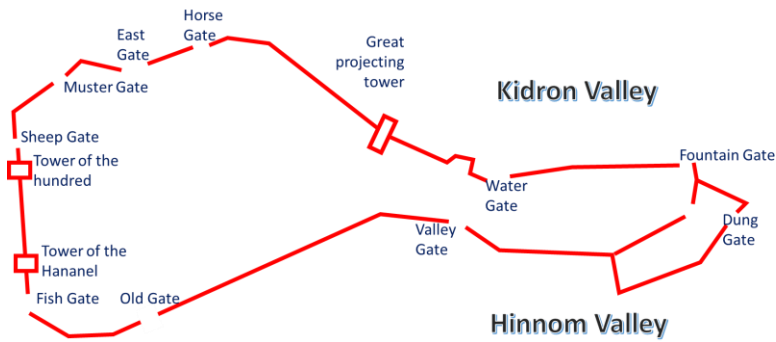 Horse
Gate
East
Gate
Great
projecting
tower
Muster Gate
Kidron Valley
Sheep Gate
Tower of the
hundred
Fountain Gate
Water
Gate
Valley
Gate
Dung
Gate
Tower of the
Hananel
Fish Gate
Old Gate
Hinnom Valley